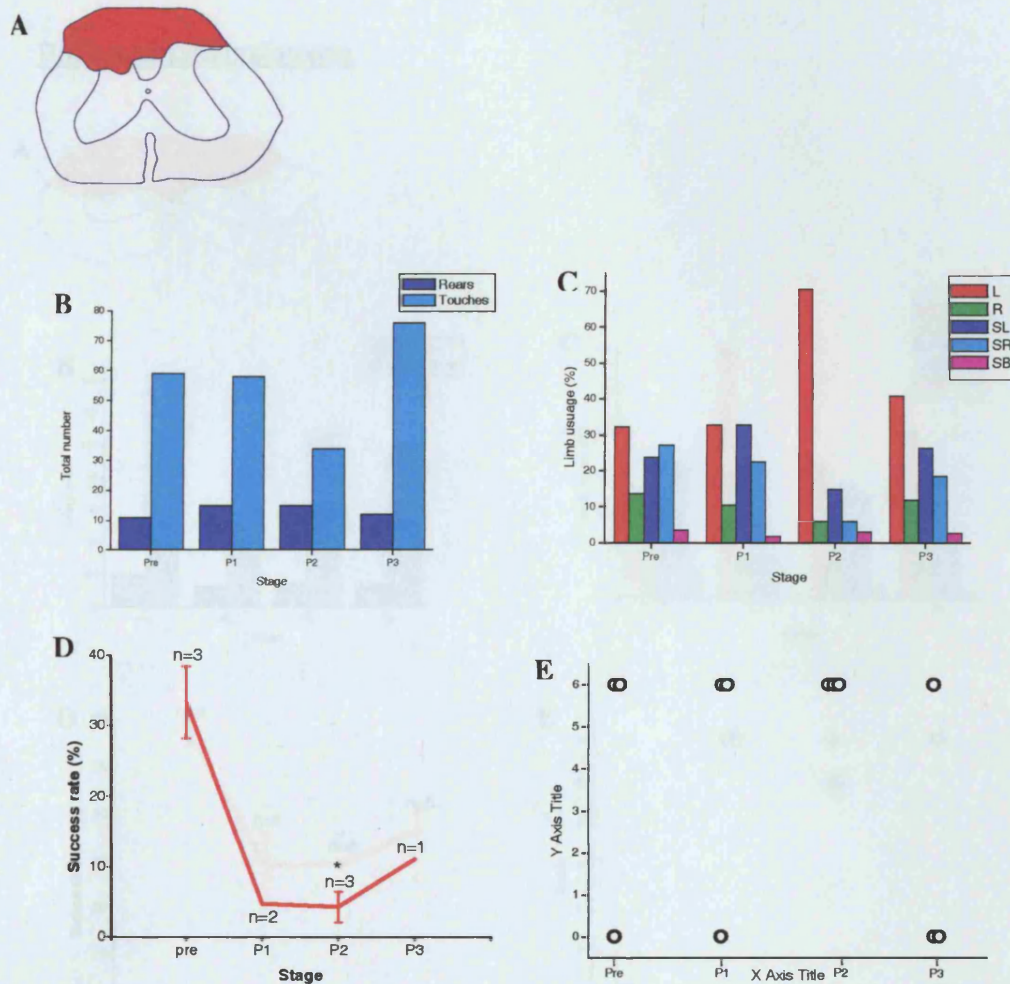 A
B
Rears
Touches
80
70
60
50
40
30
20
10
0
Total number
Pre P1 P2 P3
Stage
C
L
R
SL
SR
SB
70
60
50
40
30
20
10
0
Limb usuage (%)
Pre P1 P2 P3
Stage
D
40
30
20
10
0
Success rate (%)
n=3
n=2
*
n=3
n=1
pre P1 P2 P3
Stage
E
6
5
4
3
2
1
0
Y Axis Title
Pre P1 P2 P3
X Axis Title